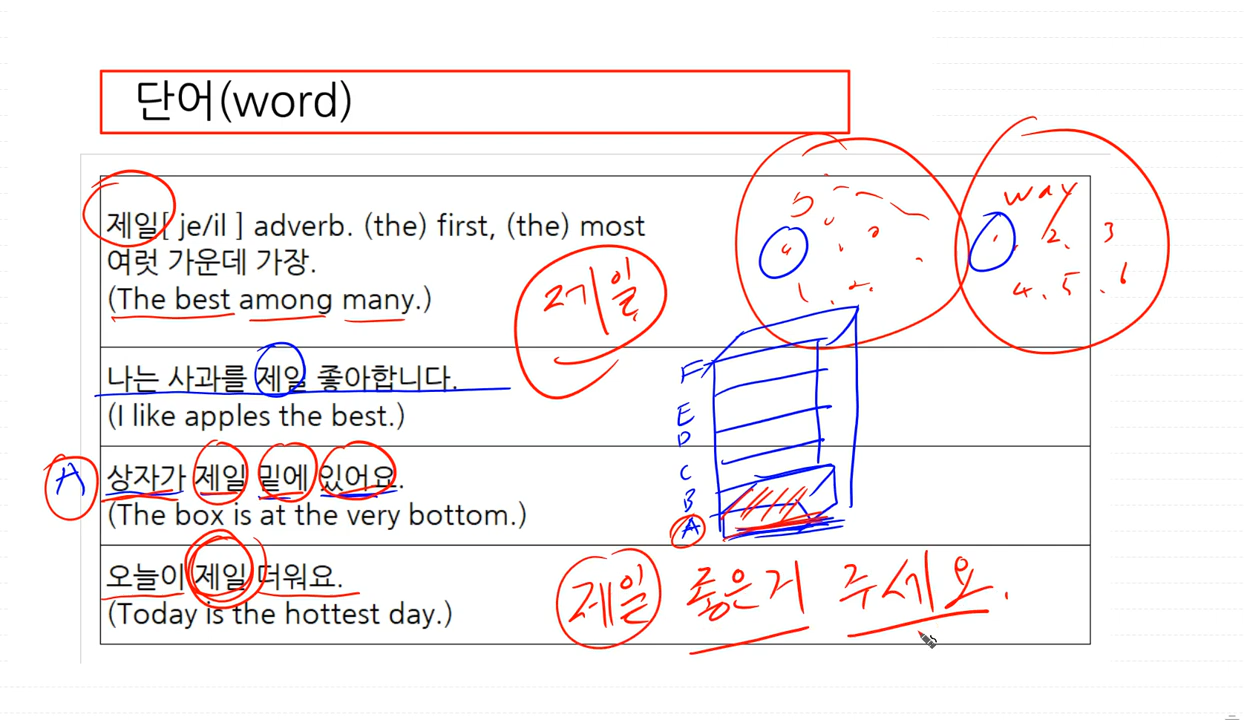 단어(word)
제일[ je/il ] adverb. (the) first, (the) most
여럿 가운데 가장.
(The best among many.)
제일
way
1. 2. 3
4. 5. 6
나는 사과를 제일 좋아합니다.
(I like apples the best.)
A
상자가 제일 밑에 있어요.
(The box is at the very bottom.)
F
E
D
C
B
A
오늘이 제일 더워요.
(Today is the hottest day.)
제일 좋은거 주세요.